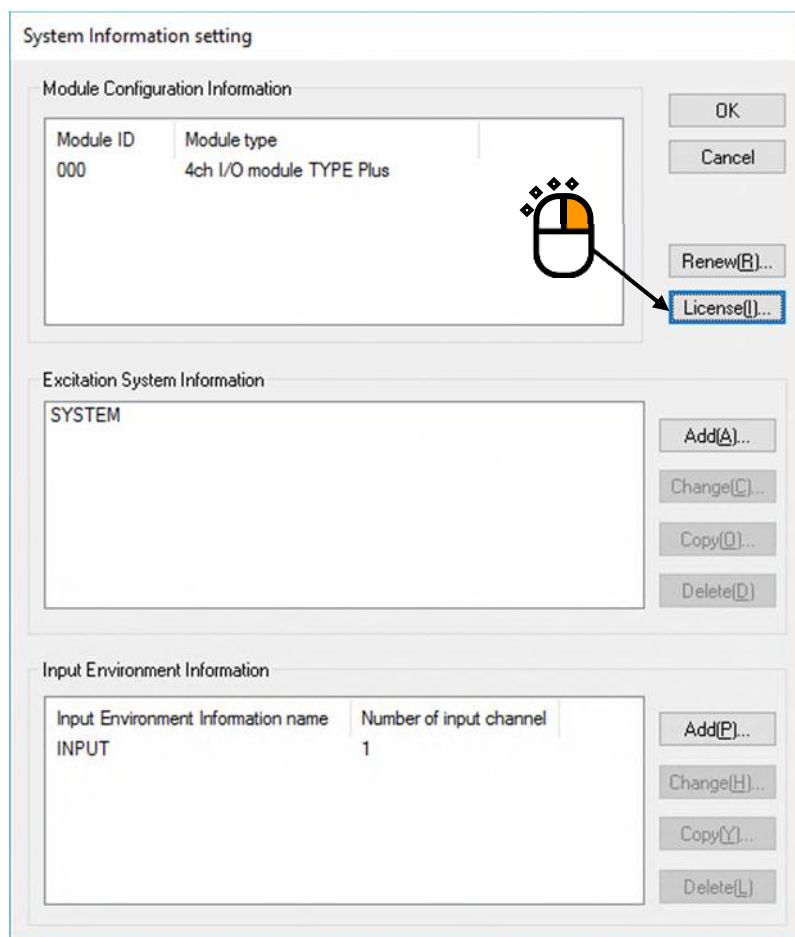 System Information setting
Module Configuration Information
OK
Module ID Module type
Cancel
000 4ch I/O module TYPE Plus
Renew(R)...
License(I)...
Excitation System Information
SYSTEM
Add(A)...
Change(C)...
Copy(O)...
Delete(D)
Input Environment Information
Input Environment Information name Number of input channel
Add(P)...
INPUT 1
Change(H)...
Copy(Y)...
Delete(L)